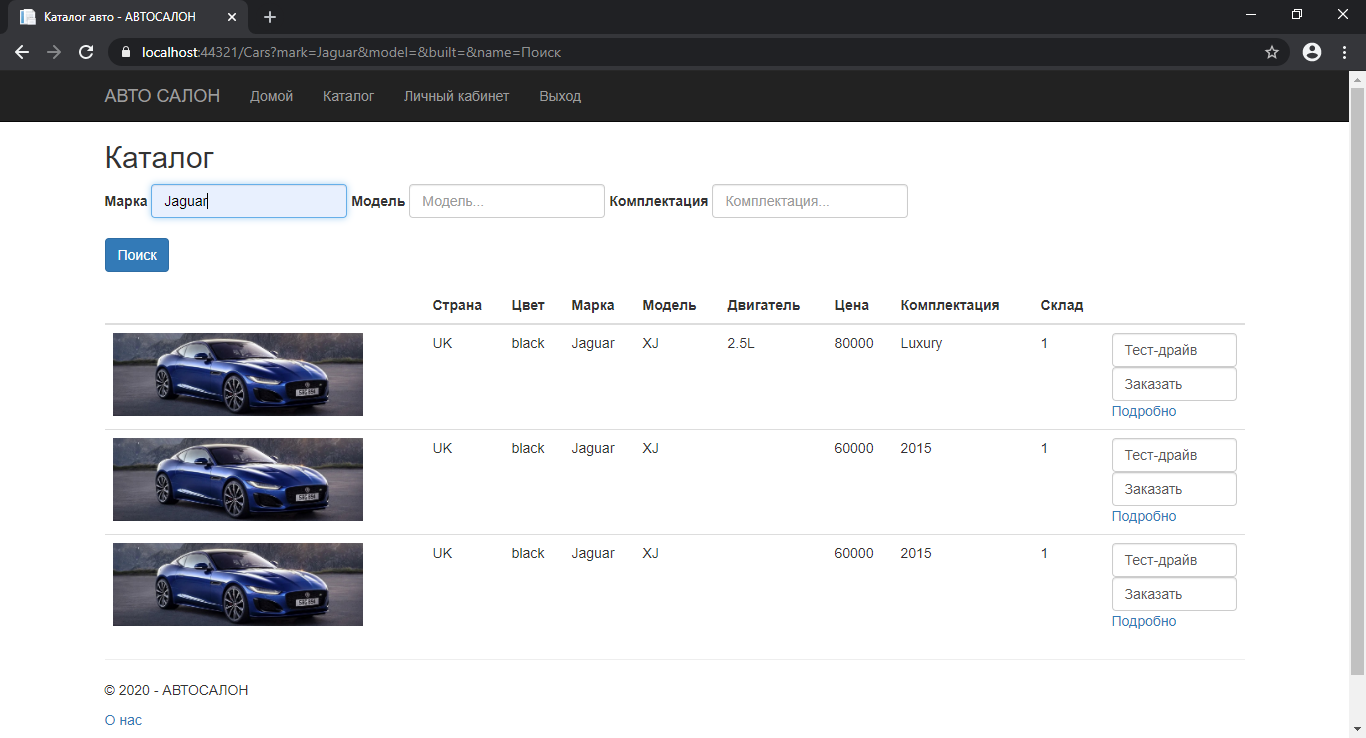 Каталог авто - АВТОСАЛОН
localhost:44321/Cars?mark=Jaguar&model=&built=&name=Поиск
АВТО САЛОН Домой Каталог Личный кабинет Выход
Каталог
Марка Jaguar Модель Модель... Комплектация Комплектация...
Поиск
Страна Цвет Марка Модель Двигатель Цена Комплектация Склад
UK black Jaguar XJ 2.5L 80000 Luxury 1 Тест-драйв
Заказать
Подробно
UK black Jaguar XJ 60000 2015 1 Тест-драйв
Заказать
Подробно
UK black Jaguar XJ 60000 2015 1 Тест-драйв
Заказать
Подробно
© 2020 - АВТОСАЛОН
О нас